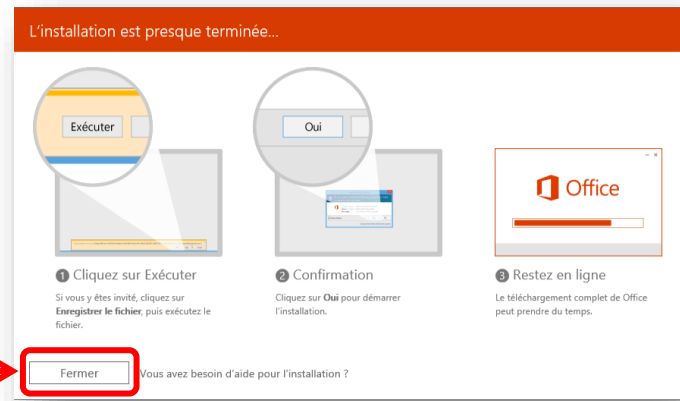 L'installation est presque terminée...
Exécuter
Oui
Office
1 Cliquez sur Exécuter
Si vous y êtes invité, cliquez sur
Enregistrer le fichier, puis exécutez le
fichier.
2 Confirmation
Cliquez sur Oui pour démarrer
l'installation.
3 Restez en ligne
Le téléchargement complet de Office
peut prendre du temps.
Fermer
Vous avez besoin d'aide pour l'installation ?